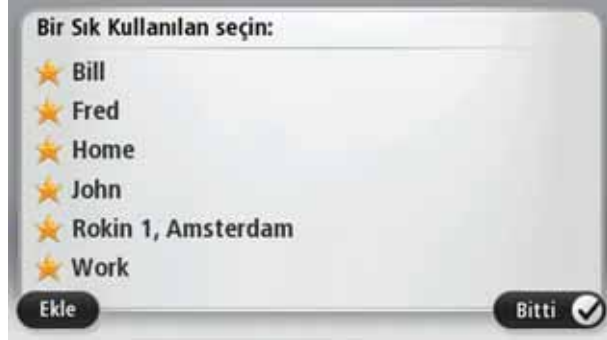 Bir Sık Kullanılan seçin:
Bill
Fred
Home
John
Rokin 1, Amsterdam
Work
Ekle
Bitti